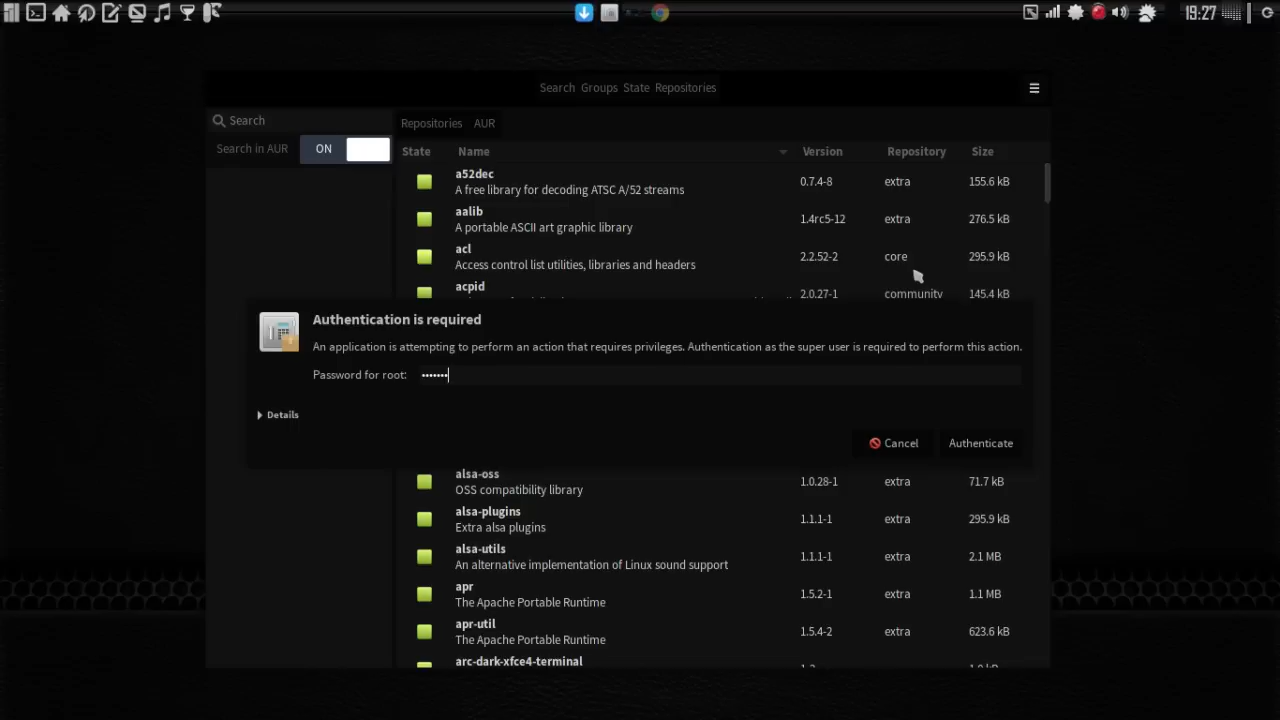 19:27
Search Groups State Repositories
Search
Repositories AUR
Search in AUR ON
State Name Version Repository Size
a52dec
A free library for decoding ATSC A/52 streams
0.7.4-8 extra 155.6 kB
aalib
A portable ASCII art graphic library
1.4rc5-12 extra 276.5 kB
acl
Access control list utilities, libraries and headers
2.2.52-2 core 295.9 kB
acpid
2.0.27-1 community 145.4 kB
Authentication is required
An application is attempting to perform an action that requires privileges. Authentication as the super user is required to perform this action.
Password for root: •••••••
Details
Cancel Authenticate
alsa-oss
OSS compatibility library
1.0.28-1 extra 71.7 kB
alsa-plugins
Extra alsa plugins
1.1.1-1 extra 295.9 kB
alsa-utils
An alternative implementation of Linux sound support
1.1.1-1 extra 2.1 MB
apr
The Apache Portable Runtime
1.5.2-1 extra 1.1 MB
apr-util
The Apache Portable Runtime
1.5.4-2 extra 623.6 kB
arc-dark-xfce4-terminal